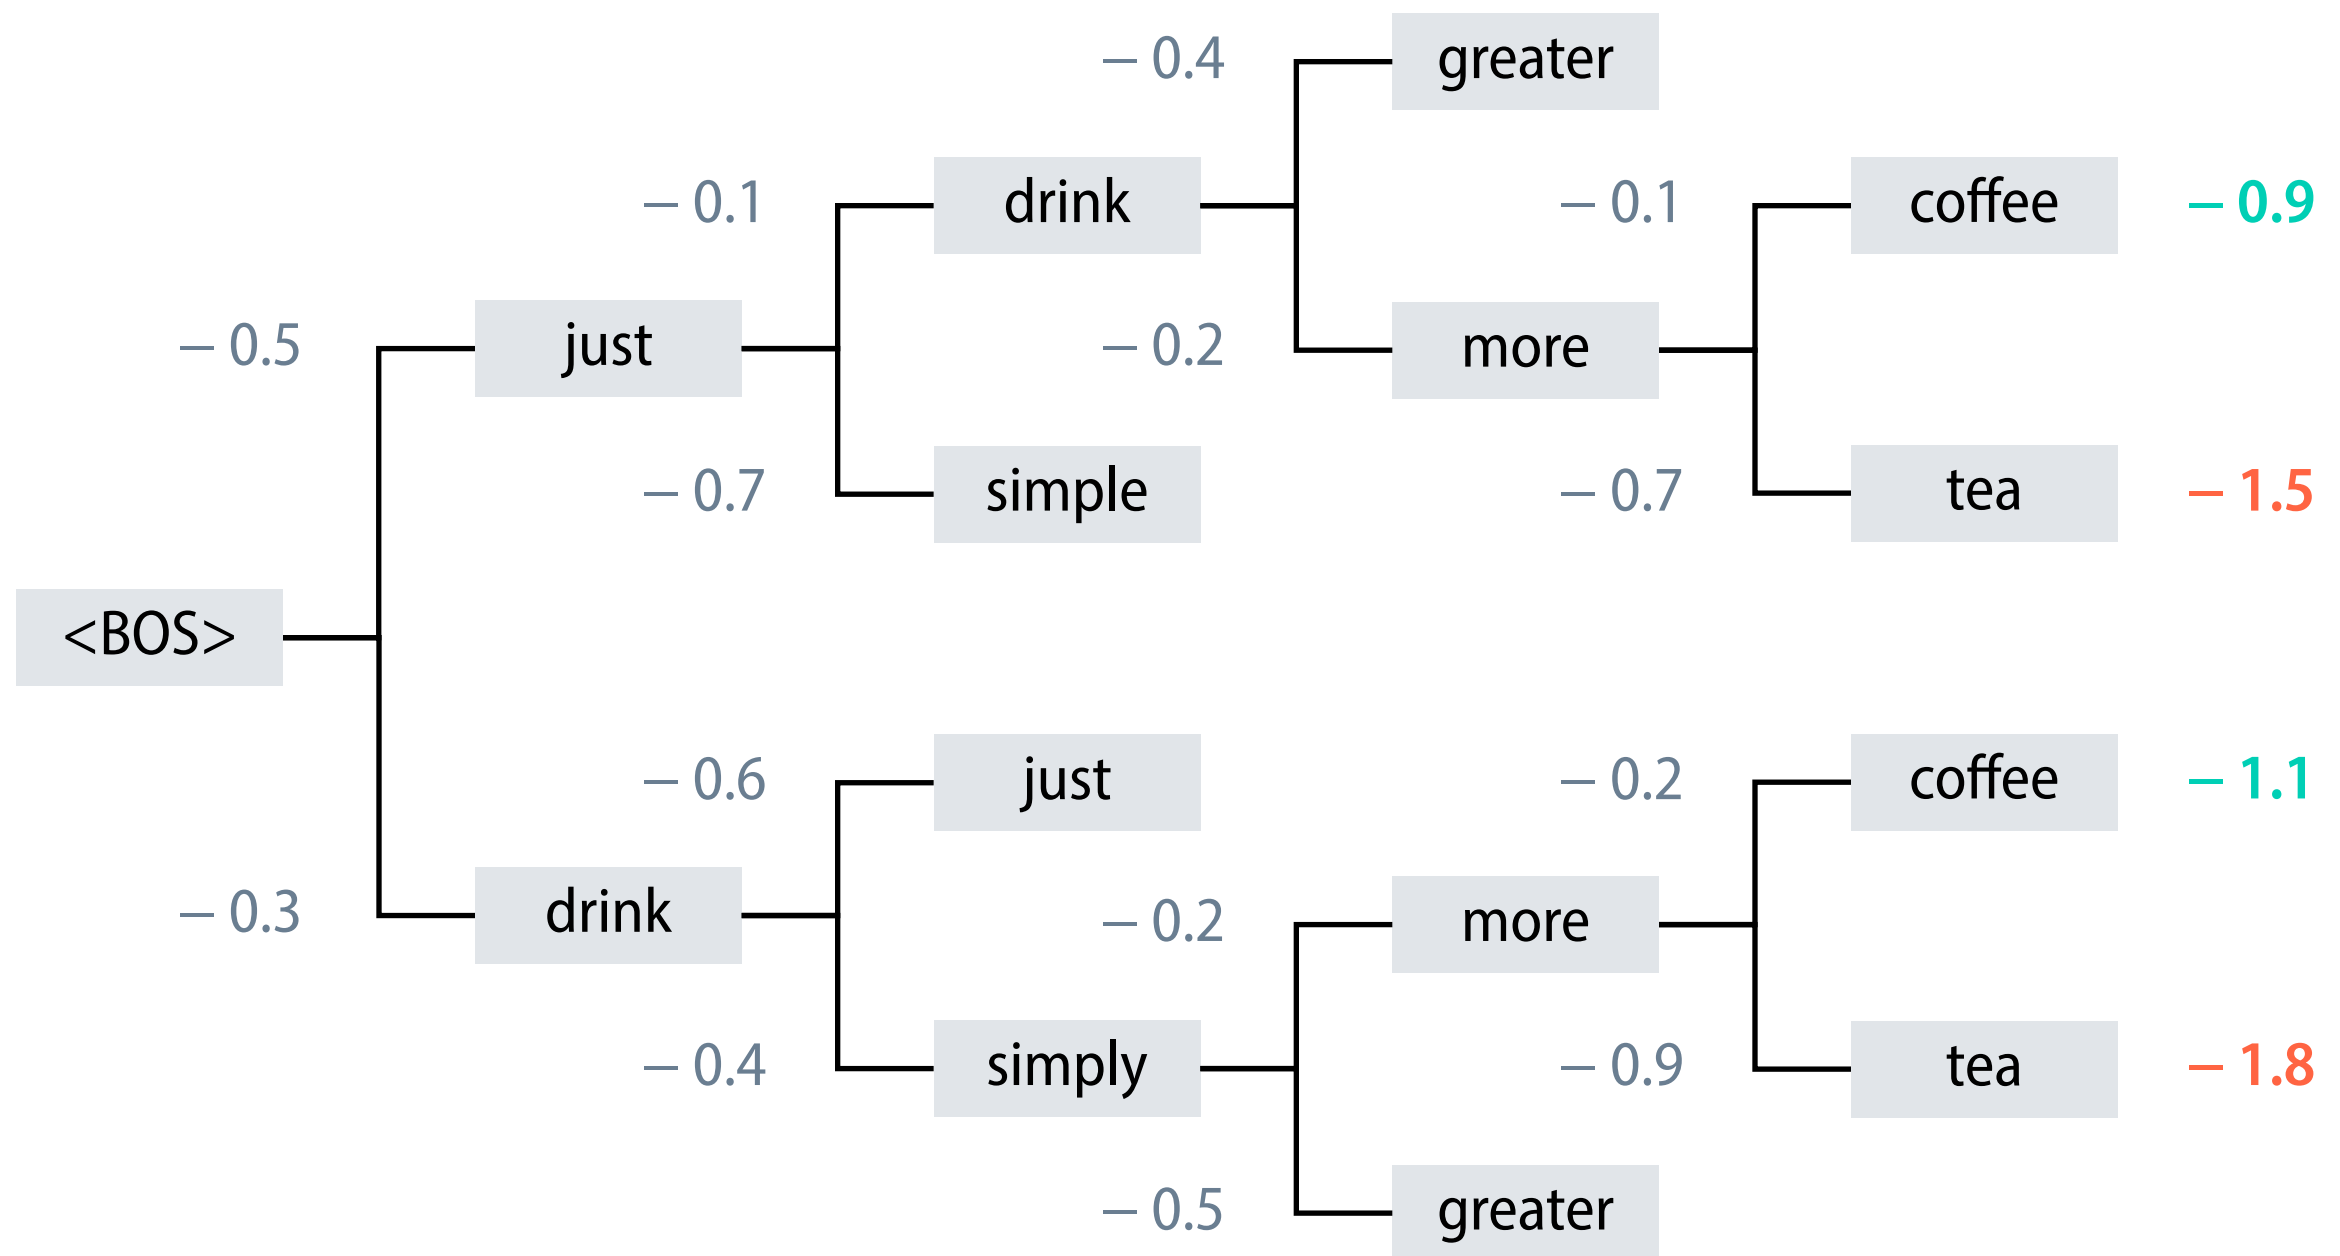 − 0.4 greater
− 0.1 drink − 0.1 coffee − 0.9
− 0.5 just − 0.2 more
− 0.7 simple − 0.7 tea − 1.5
<BOS>
− 0.6 just − 0.2 coffee − 1.1
− 0.3 drink − 0.2 more
− 0.4 simply − 0.9 tea − 1.8
− 0.5 greater